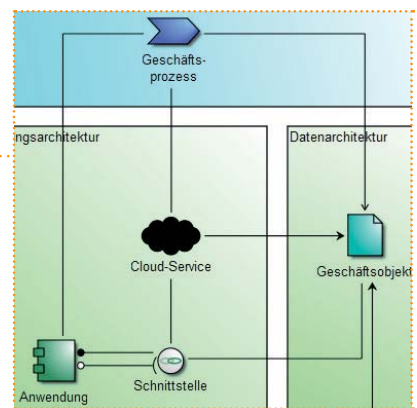 Geschäfts-
prozess
ngsarchitektur
Datenarchitektur
Cloud-Service
Geschäftsobjekt
Anwendung
Schnittstelle